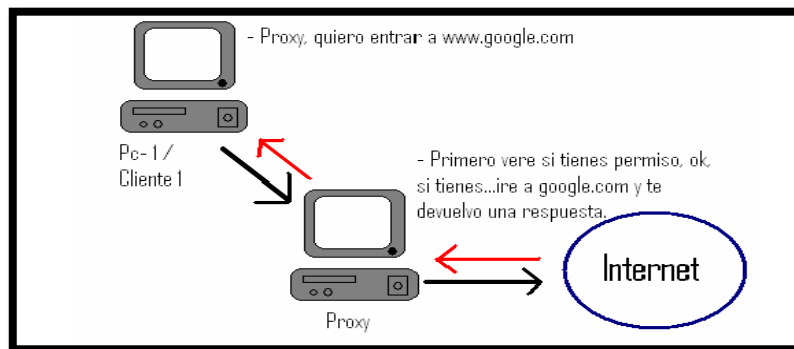 - Proxy, quiero entrar a www.google.com
Pc-1 /
Cliente 1
- Primero vere si tienes permiso, ok,
si tienes...ire a google.com y te
devuelvo una respuesta.
Internet
Proxy